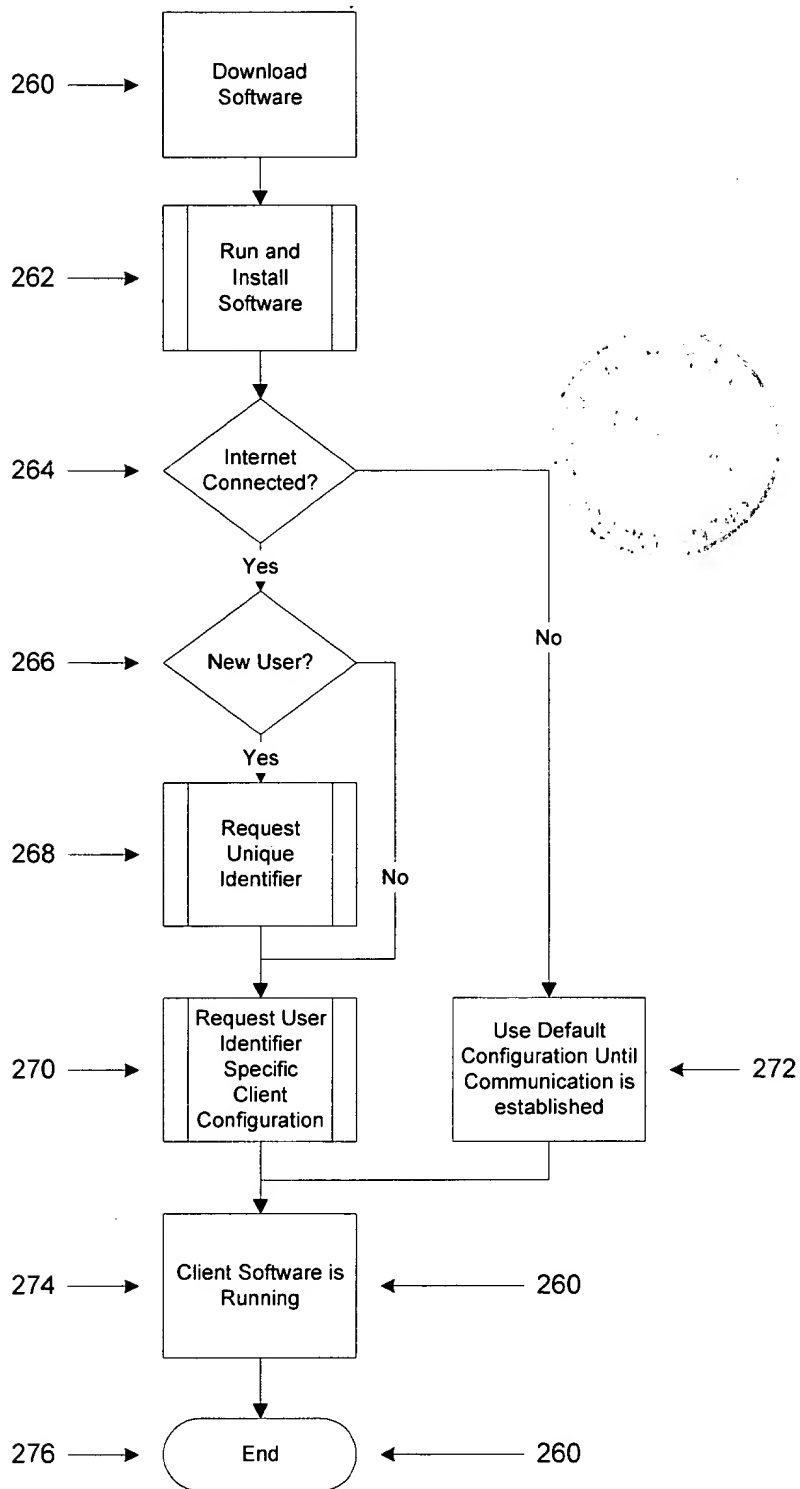 260
Download
Software
262
Run and
Install
Software
264
Internet
Connected?
Yes
No
266
New User?
Yes
268
Request
Unique
Identifier
No
270
Request User
Identifier
Specific
Client
Configuration
Use Default
Configuration Until
Communication is
established
272
274
Client Software is
Running
260
276
End
260